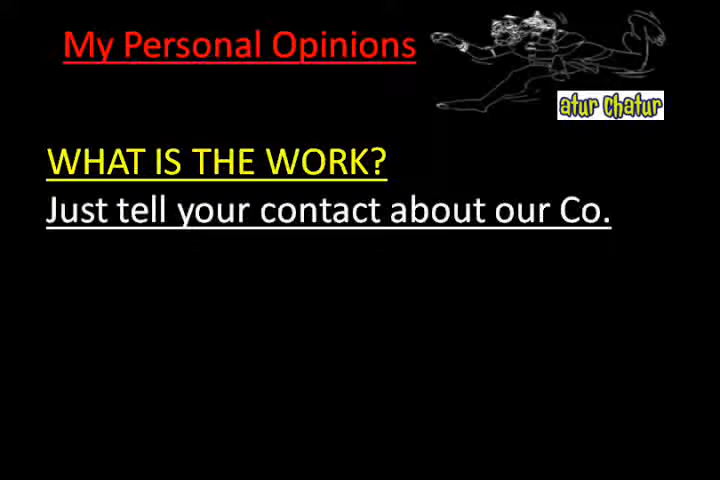 My Personal Opinions
atur chatur
WHAT IS THE WORK?
Just tell your contact about our Co.